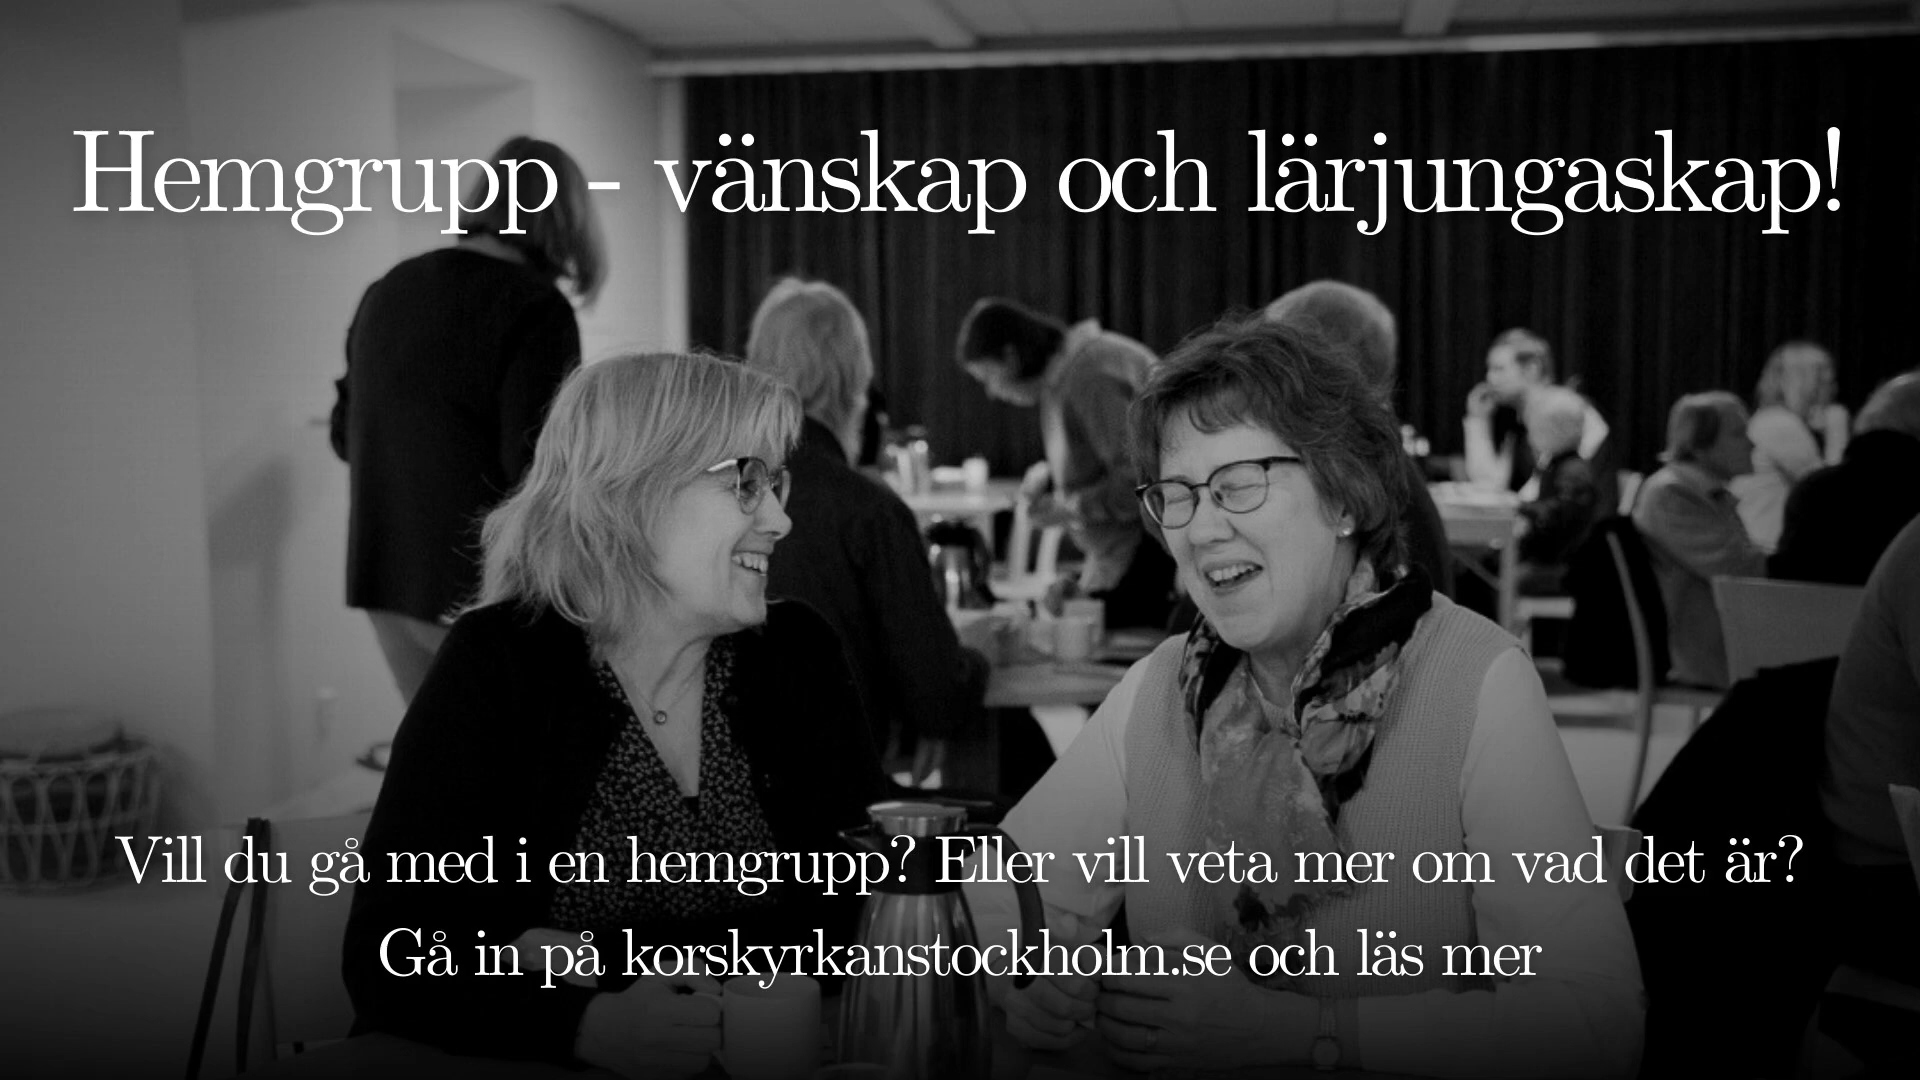 Hemgrupp - vänskap och lärjungaskap!
Vill du gå med i en hemgrupp? Eller vill veta mer om vad det är?
Gå in på korskyrkanstockholm.se och läs mer